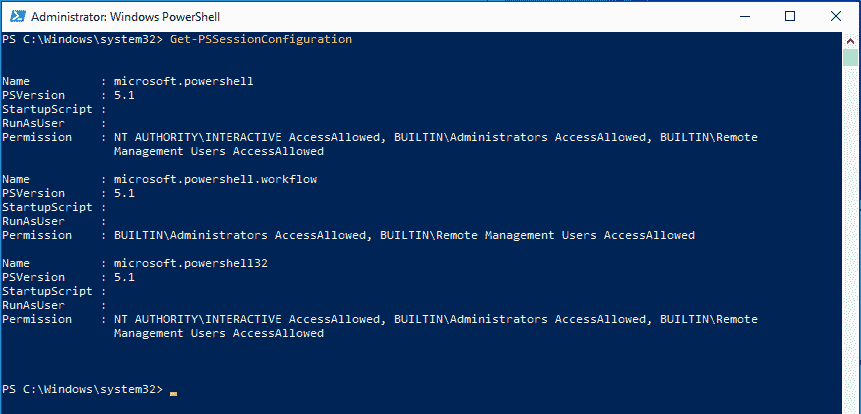 Administrator: Windows PowerShell
PS C:\Windows\system32> Get-PSSessionConfiguration
Name          : microsoft.powershell
PSVersion     : 5.1
StartupScript :
RunAsUser     :
Permission    : NT AUTHORITY\INTERACTIVE AccessAllowed, BUILTIN\Administrators AccessAllowed, BUILTIN\Remote
                Management Users AccessAllowed
Name          : microsoft.powershell.workflow
PSVersion     : 5.1
StartupScript :
RunAsUser     :
Permission    : BUILTIN\Administrators AccessAllowed, BUILTIN\Remote Management Users AccessAllowed
Name          : microsoft.powershell32
PSVersion     : 5.1
StartupScript :
RunAsUser     :
Permission    : NT AUTHORITY\INTERACTIVE AccessAllowed, BUILTIN\Administrators AccessAllowed, BUILTIN\Remote
                Management Users AccessAllowed
PS C:\Windows\system32> _